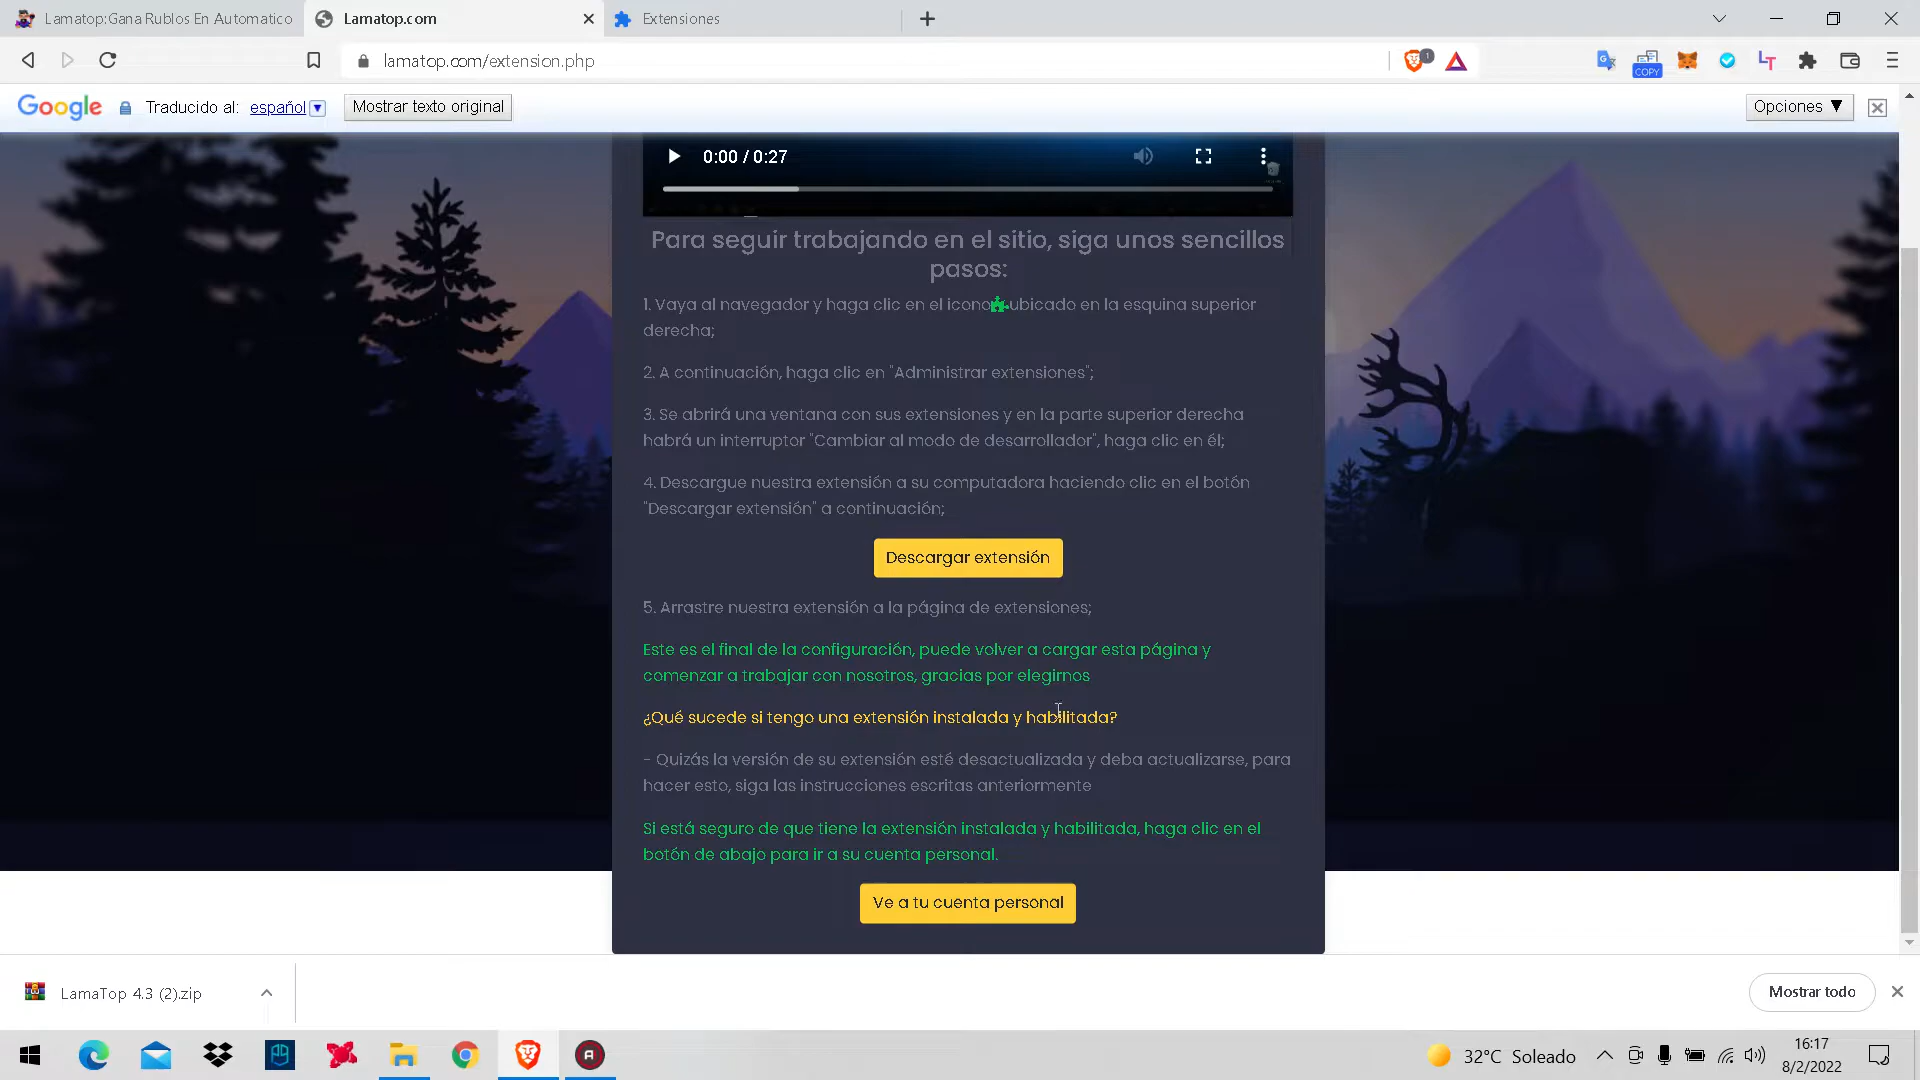 Lamatop:Gana Rublos En Automatico
Lamatop.com
Extensiones
lamatop.com/extension.php
1
COPY
LT
Google
Traducido al: español
Mostrar texto original
Opciones
0:00 / 0:27
Para seguir trabajando en el sitio, siga unos sencillos
pasos:
1. Vaya al navegador y haga clic en el icono ubicado en la esquina superior
derecha;
2. A continuación, haga clic en "Administrar extensiones";
3. Se abrirá una ventana con sus extensiones y en la parte superior derecha
habrá un interruptor "Cambiar al modo de desarrollador", haga clic en él;
4. Descargue nuestra extensión a su computadora haciendo clic en el botón
"Descargar extensión" a continuación;
Descargar extensión
5. Arrastre nuestra extensión a la página de extensiones;
Este es el final de la configuración, puede volver a cargar esta página y
comenzar a trabajar con nosotros, gracias por elegirnos
¿Qué sucede si tengo una extensión instalada y habilitada?
- Quizás la versión de su extensión esté desactualizada y deba actualizarse, para
hacer esto, siga las instrucciones escritas anteriormente
Si está seguro de que tiene la extensión instalada y habilitada, haga clic en el
botón de abajo para ir a su cuenta personal.
Ve a tu cuenta personal
LamaTop 4.3 (2).zip
Mostrar todo
32°C Soleado
16:17
8/2/2022